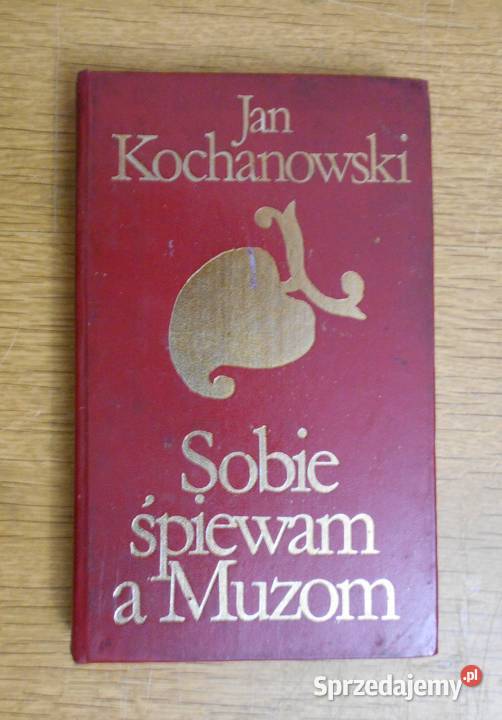 Jan
Kochanowski
Sobie
śpiewam
a Muzom
Sprzedajemy.pl